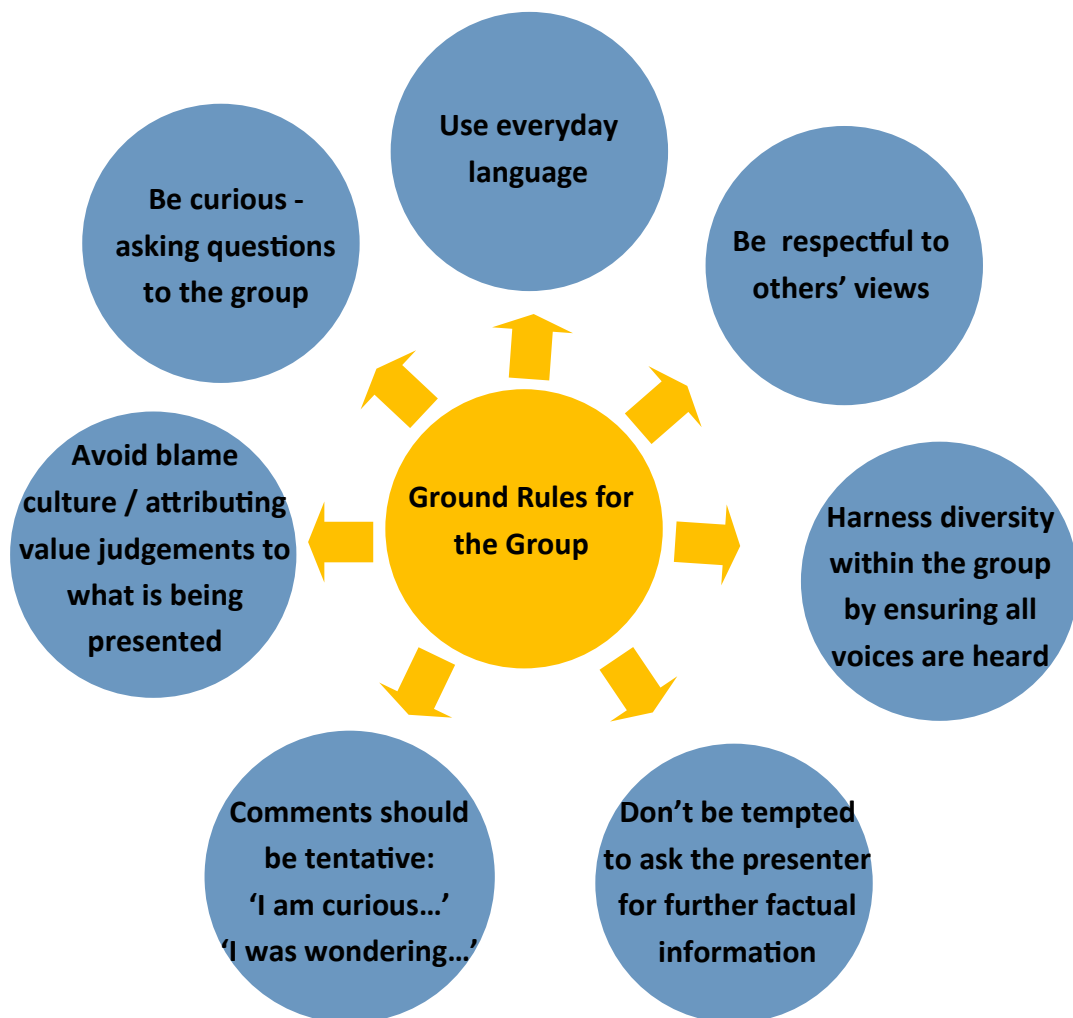 Use everyday
language
Be respectful to
others’ views
Harness diversity
within the group
by ensuring all
voices are heard
Don’t be tempted
to ask the presenter
for further factual
information
Comments should
be tentative:
‘I am curious…’
‘I was wondering…’
Avoid blame
culture / attributing
value judgements to
what is being
presented
Be curious -
asking questions
to the group
Ground Rules for
the Group